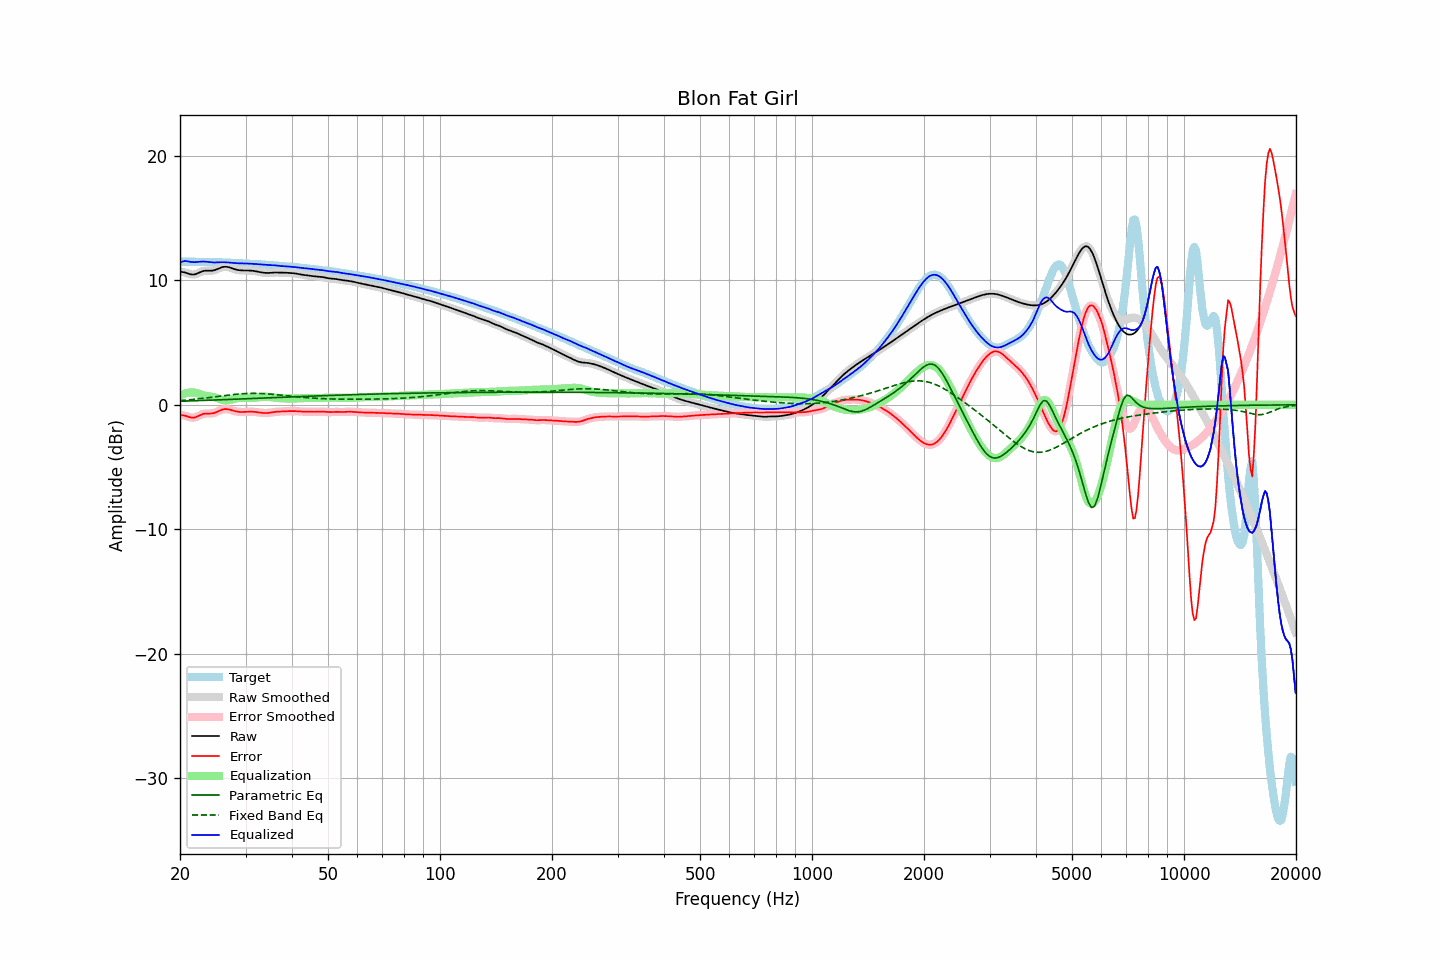 Blon Fat Girl
Amplitude (dBr)
20
10
0
−10
−20
−30
Target
Raw Smoothed
Error Smoothed
Raw
Error
Equalization
Parametric Eq
Fixed Band Eq
Equalized
20 50 100 200 500 1000 2000 5000 10000 20000
Frequency (Hz)